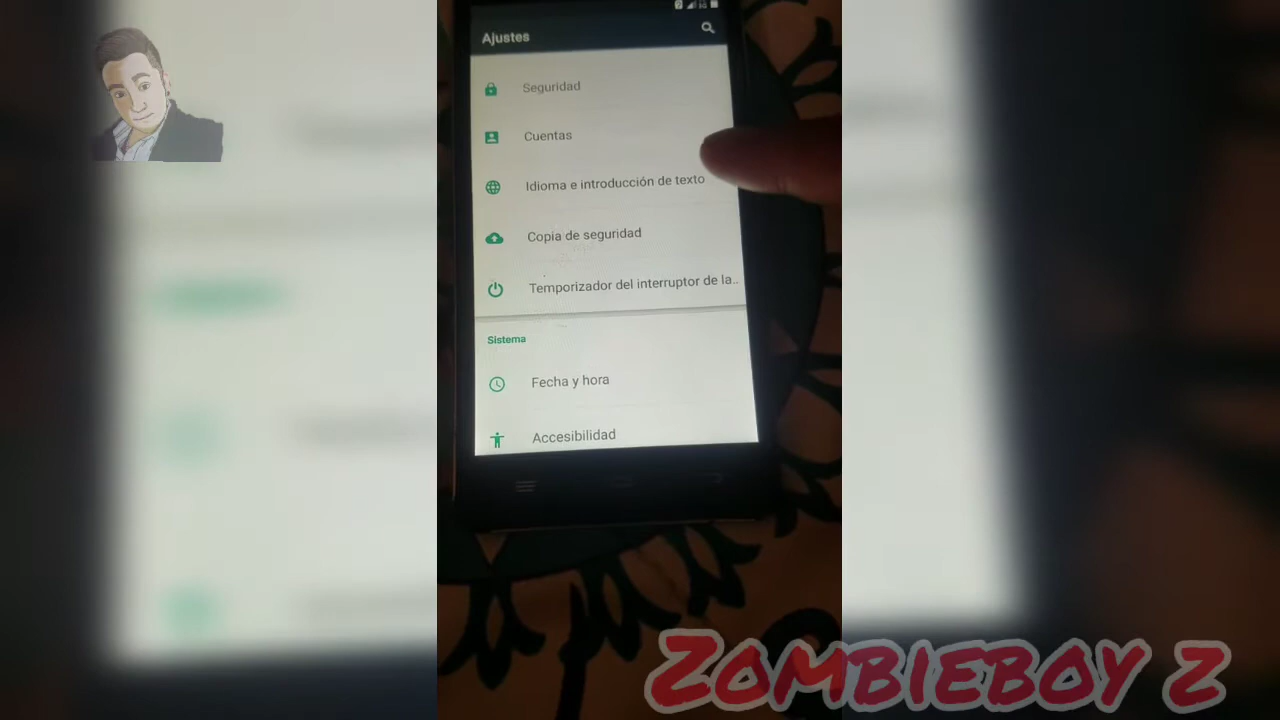 Ajustes
Seguridad
Cuentas
Idioma e introducción de texto
Copia de seguridad
Temporizador del interruptor de la..
Sistema
Fecha y hora
Accesibilidad
Zombieboy z